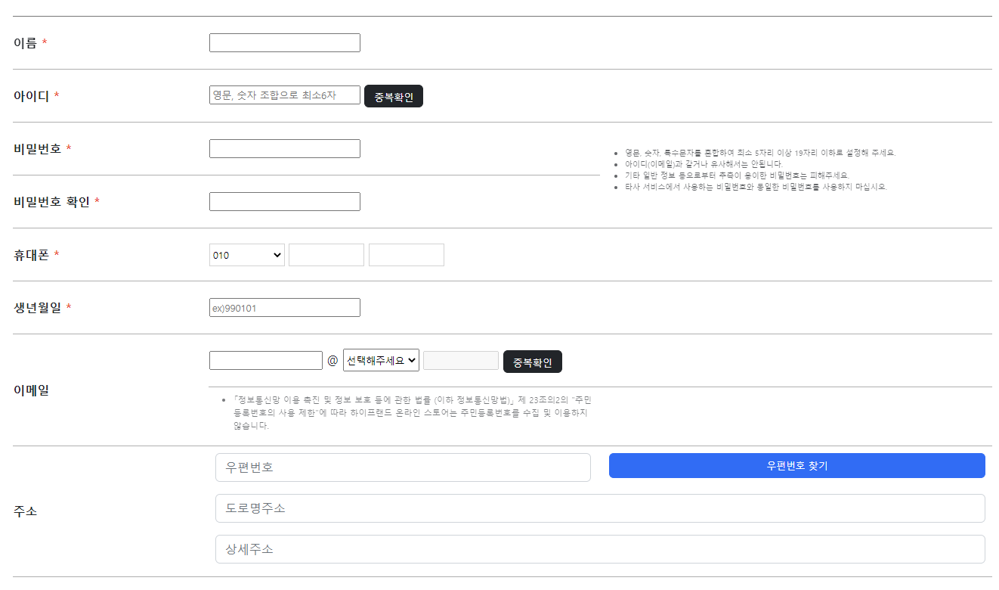 이름 *
아이디 * 영문, 숫자 조합으로 최소6자 중복확인
비밀번호 *
• 영문, 숫자, 특수문자를 혼합하여 최소 5자리 이상 19자리 이하로 설정해 주세요.
• 아이디(이메일)과 같거나 유사해서는 안됩니다.
• 기타 일반 정보 등으로부터 추측이 용이한 비밀번호는 피해주세요.
• 타사 서비스에서 사용하는 비밀번호와 동일한 비밀번호를 사용하지 마십시오.
비밀번호 확인 *
휴대폰 * 010
생년월일 * ex)990101
이메일 @ 선택해주세요 중복확인
• 「정보통신망 이용 촉진 및 정보 보호 등에 관한 법률 (이하 정보통신망법)」 제 23조의2의 "주민
등록번호의 사용 제한"에 따라 하이프랜드 온라인 스토어는 주민등록번호를 수집 및 이용하지
않습니다.
주소
우편번호 우편번호 찾기
도로명주소
상세주소